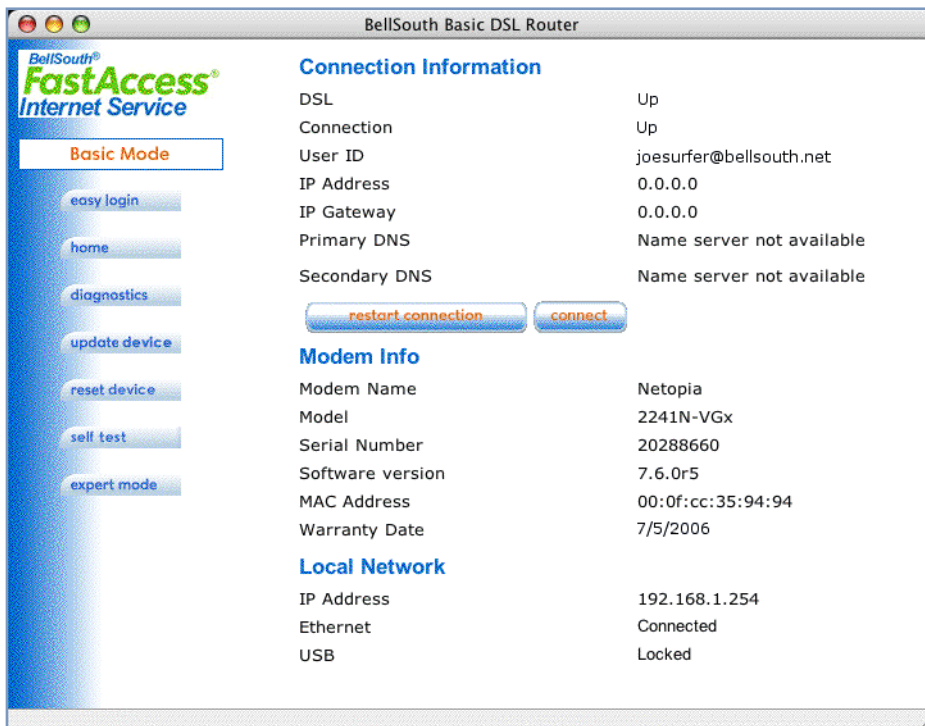 BellSouth Basic DSL Router
BellSouth®
FastAccess®
Internet Service
Basic Mode
easy login
home
diagnostics
update device
reset device
self test
expert mode
Connection Information
DSL Up
Connection Up
User ID joesurfer@bellsouth.net
IP Address 0.0.0.0
IP Gateway 0.0.0.0
Primary DNS Name server not available
Secondary DNS Name server not available
restart connection connect
Modem Info
Modem Name Netopia
Model 2241N-VGx
Serial Number 20288660
Software version 7.6.0r5
MAC Address 00:0f:cc:35:94:94
Warranty Date 7/5/2006
Local Network
IP Address 192.168.1.254
Ethernet Connected
USB Locked